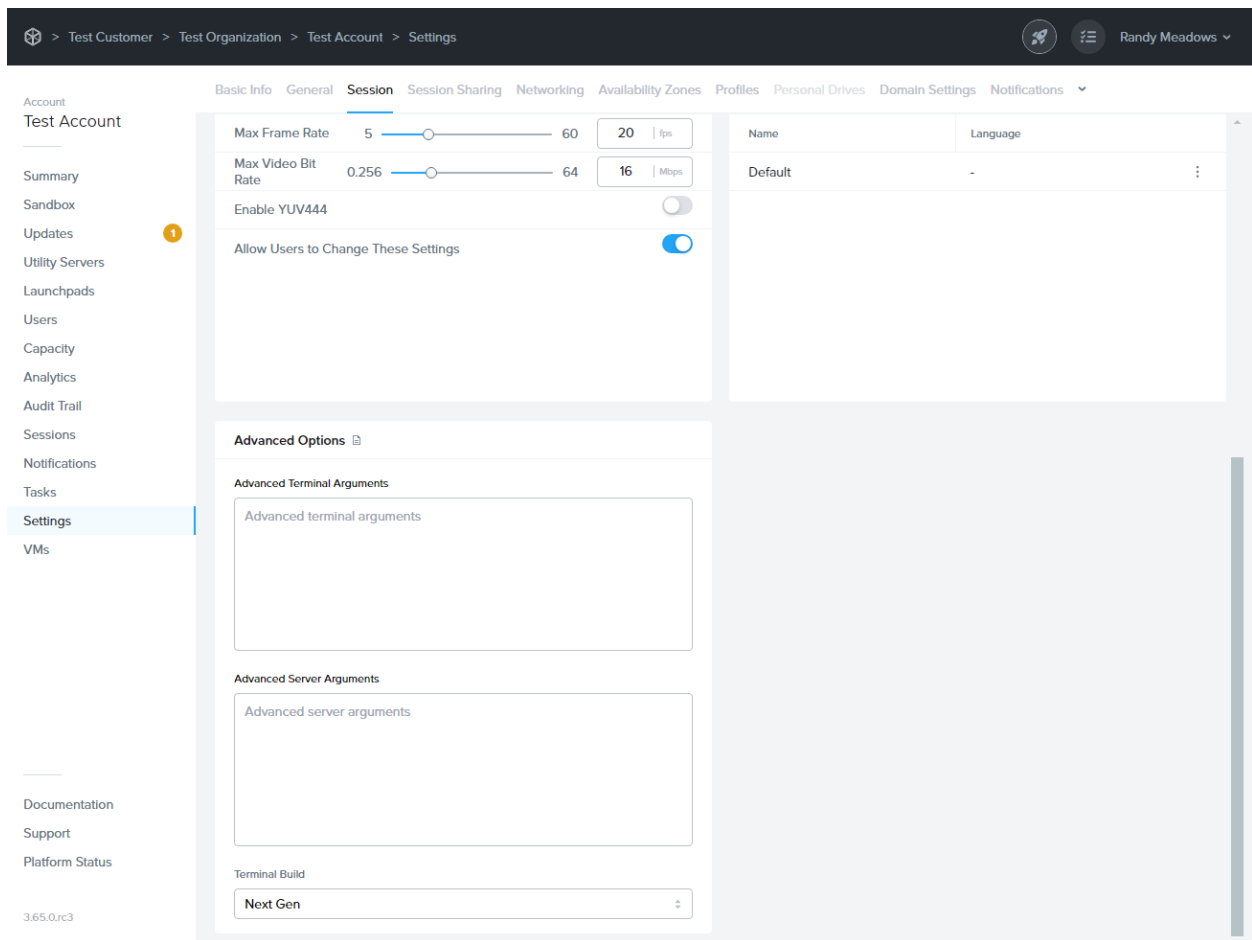 > Test Customer > Test Organization > Test Account > Settings
Randy Meadows
Account
Test Account
Summary
Sandbox
Updates 1
Utility Servers
Launchpads
Users
Capacity
Analytics
Audit Trail
Sessions
Notifications
Tasks
Settings
VMs
Documentation
Support
Platform Status
3.65.0.rc3
Basic Info General Session Session Sharing Networking Availability Zones Profiles Personal Drives Domain Settings Notifications
Max Frame Rate 5 60 20 fps
Max Video Bit
Rate 0.256 64 16 Mbps
Enable YUV444
Allow Users to Change These Settings
Name Language
Default -
Advanced Options
Advanced Terminal Arguments
Advanced terminal arguments
Advanced Server Arguments
Advanced server arguments
Terminal Build
Next Gen